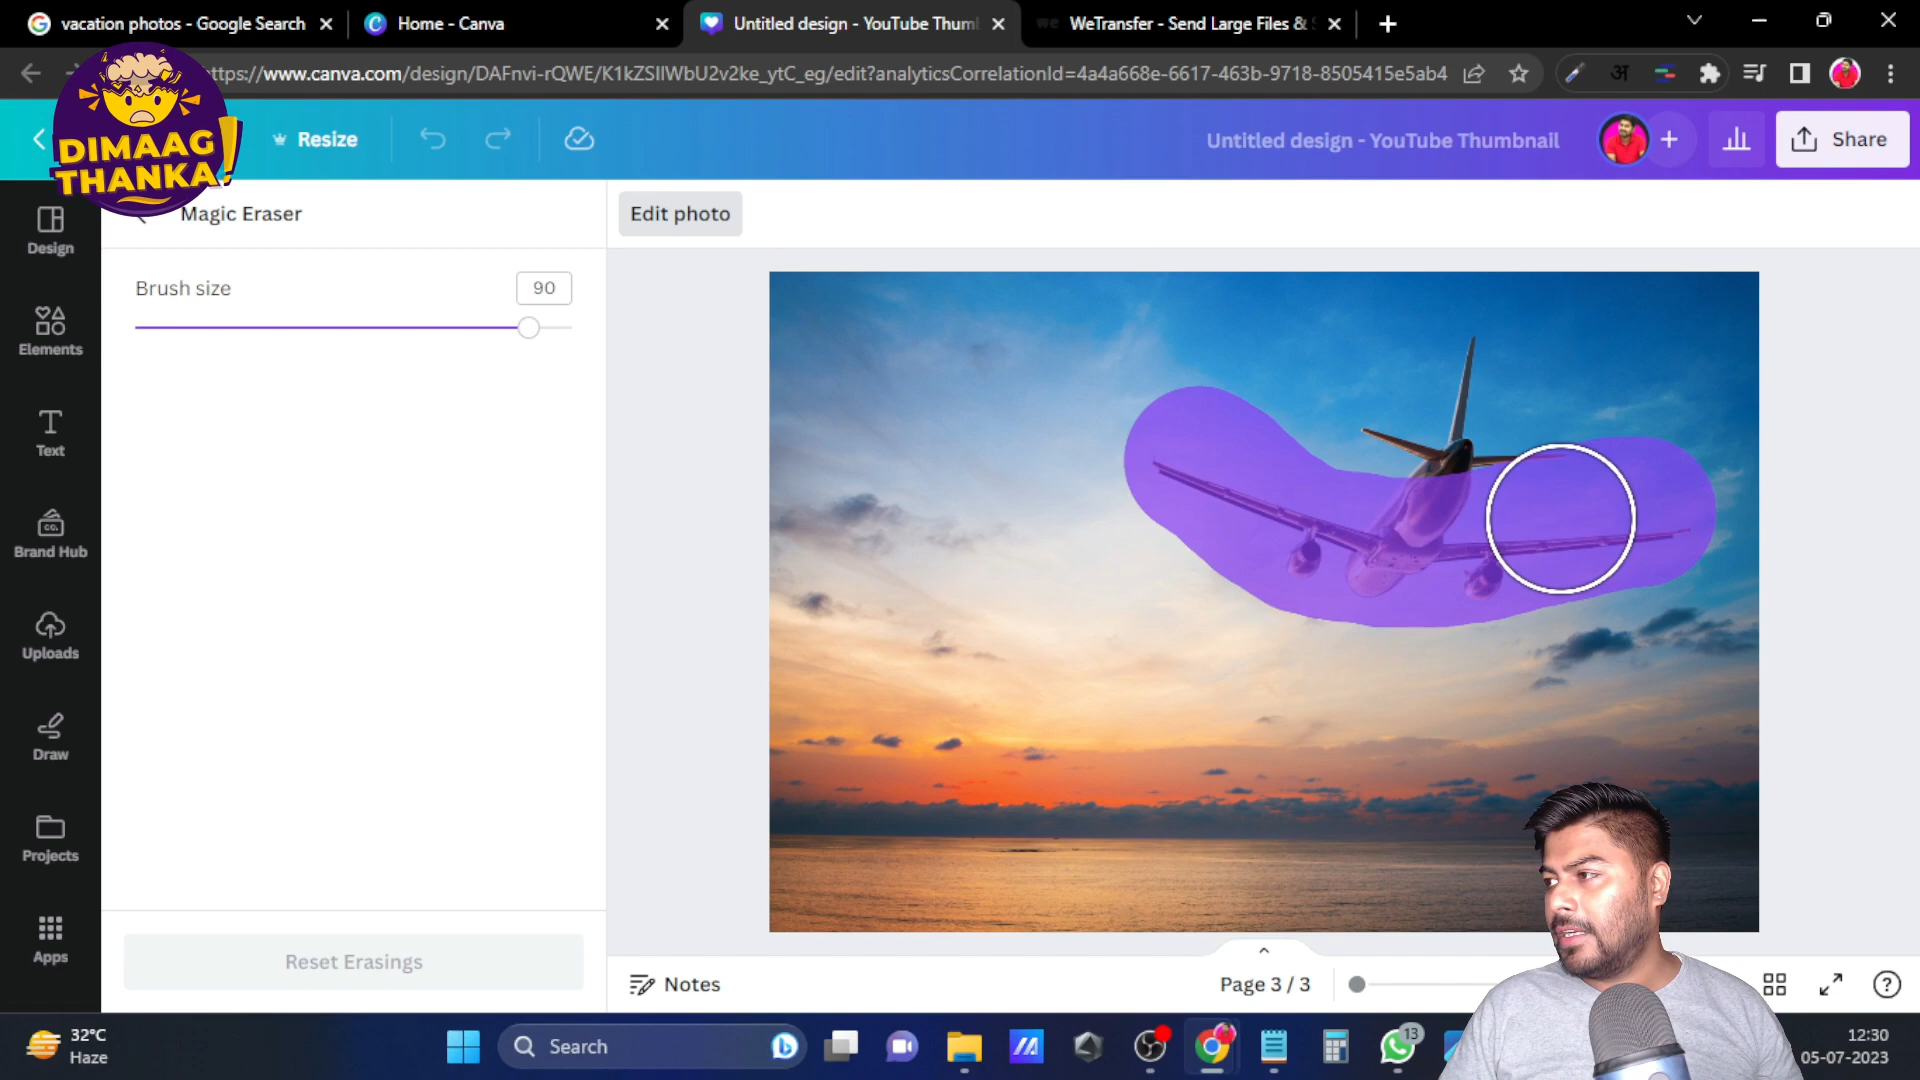 vacation photos - Google Search
Home - Canva
Untitled design - YouTube Thum
WeTransfer - Send Large Files &
https://www.canva.com/design/DAFnvi-rQWE/K1kZSIlWbU2v2ke_ytC_eg/edit?analyticsCorrelationId=4a4a668e-6617-463b-9718-8505415e5ab4
अ
DIMAAG
THANKA!
Resize
Untitled design - YouTube Thumbnail
Share
Design
Elements
Text
CO.
Brand Hub
Uploads
Draw
Projects
Apps
Magic Eraser
Brush size
90
Reset Erasings
Edit photo
Notes
Page 3 / 3
32°C
Haze
Search
13
12:30
05-07-2023